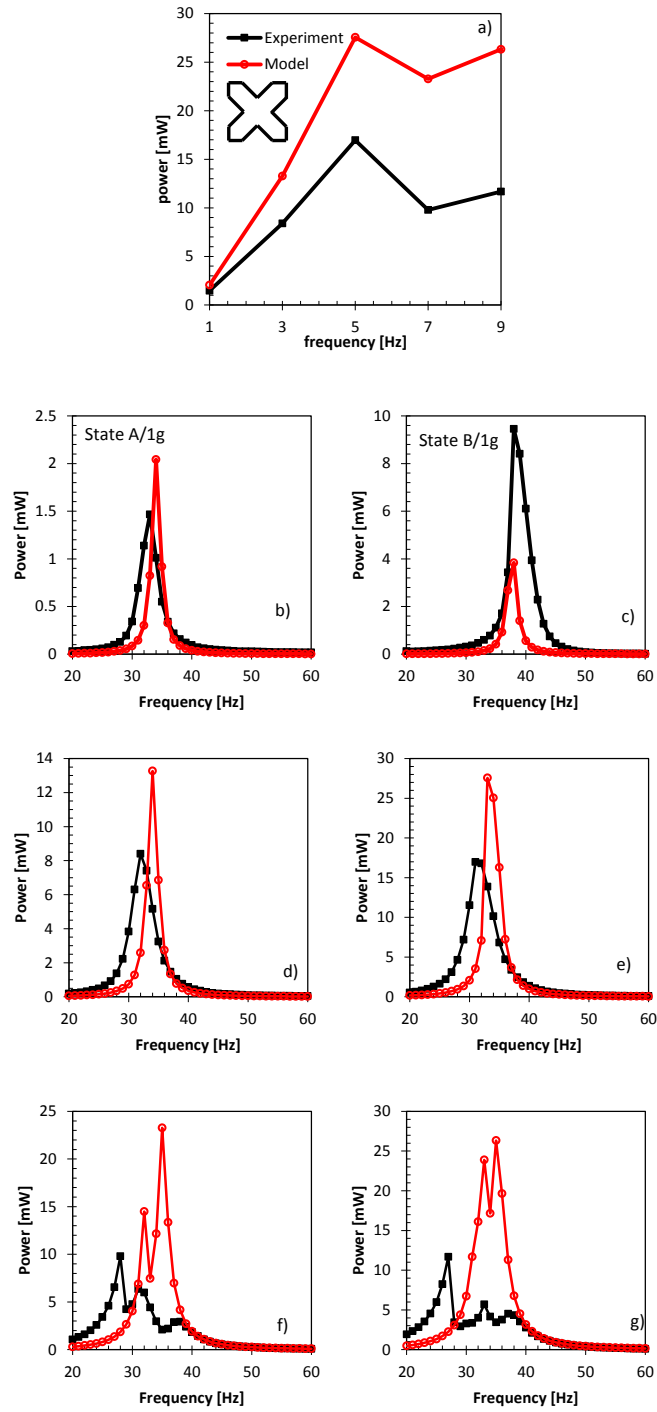 a)
Experiment
Model
30
25
20
15
10
5
0
power [mW]
1 3 5 7 9
frequency [Hz]
State A/1g
2.5
2
1.5
1
0.5
0
Power [mW]
b)
20 30 40 50 60
Frequency [Hz]
State B/1g
10
8
6
4
2
0
Power [mW]
c)
20 30 40 50 60
Frequency [Hz]
14
12
10
8
6
4
2
0
Power [mW]
d)
20 30 40 50 60
Frequency [Hz]
30
25
20
15
10
5
0
Power [mW]
e)
20 30 40 50 60
Frequency [Hz]
25
20
15
10
5
0
Power [mW]
f)
20 30 40 50 60
Frequency [Hz]
30
25
20
15
10
5
0
Power [mW]
g)
20 30 40 50 60
Frequency [Hz]